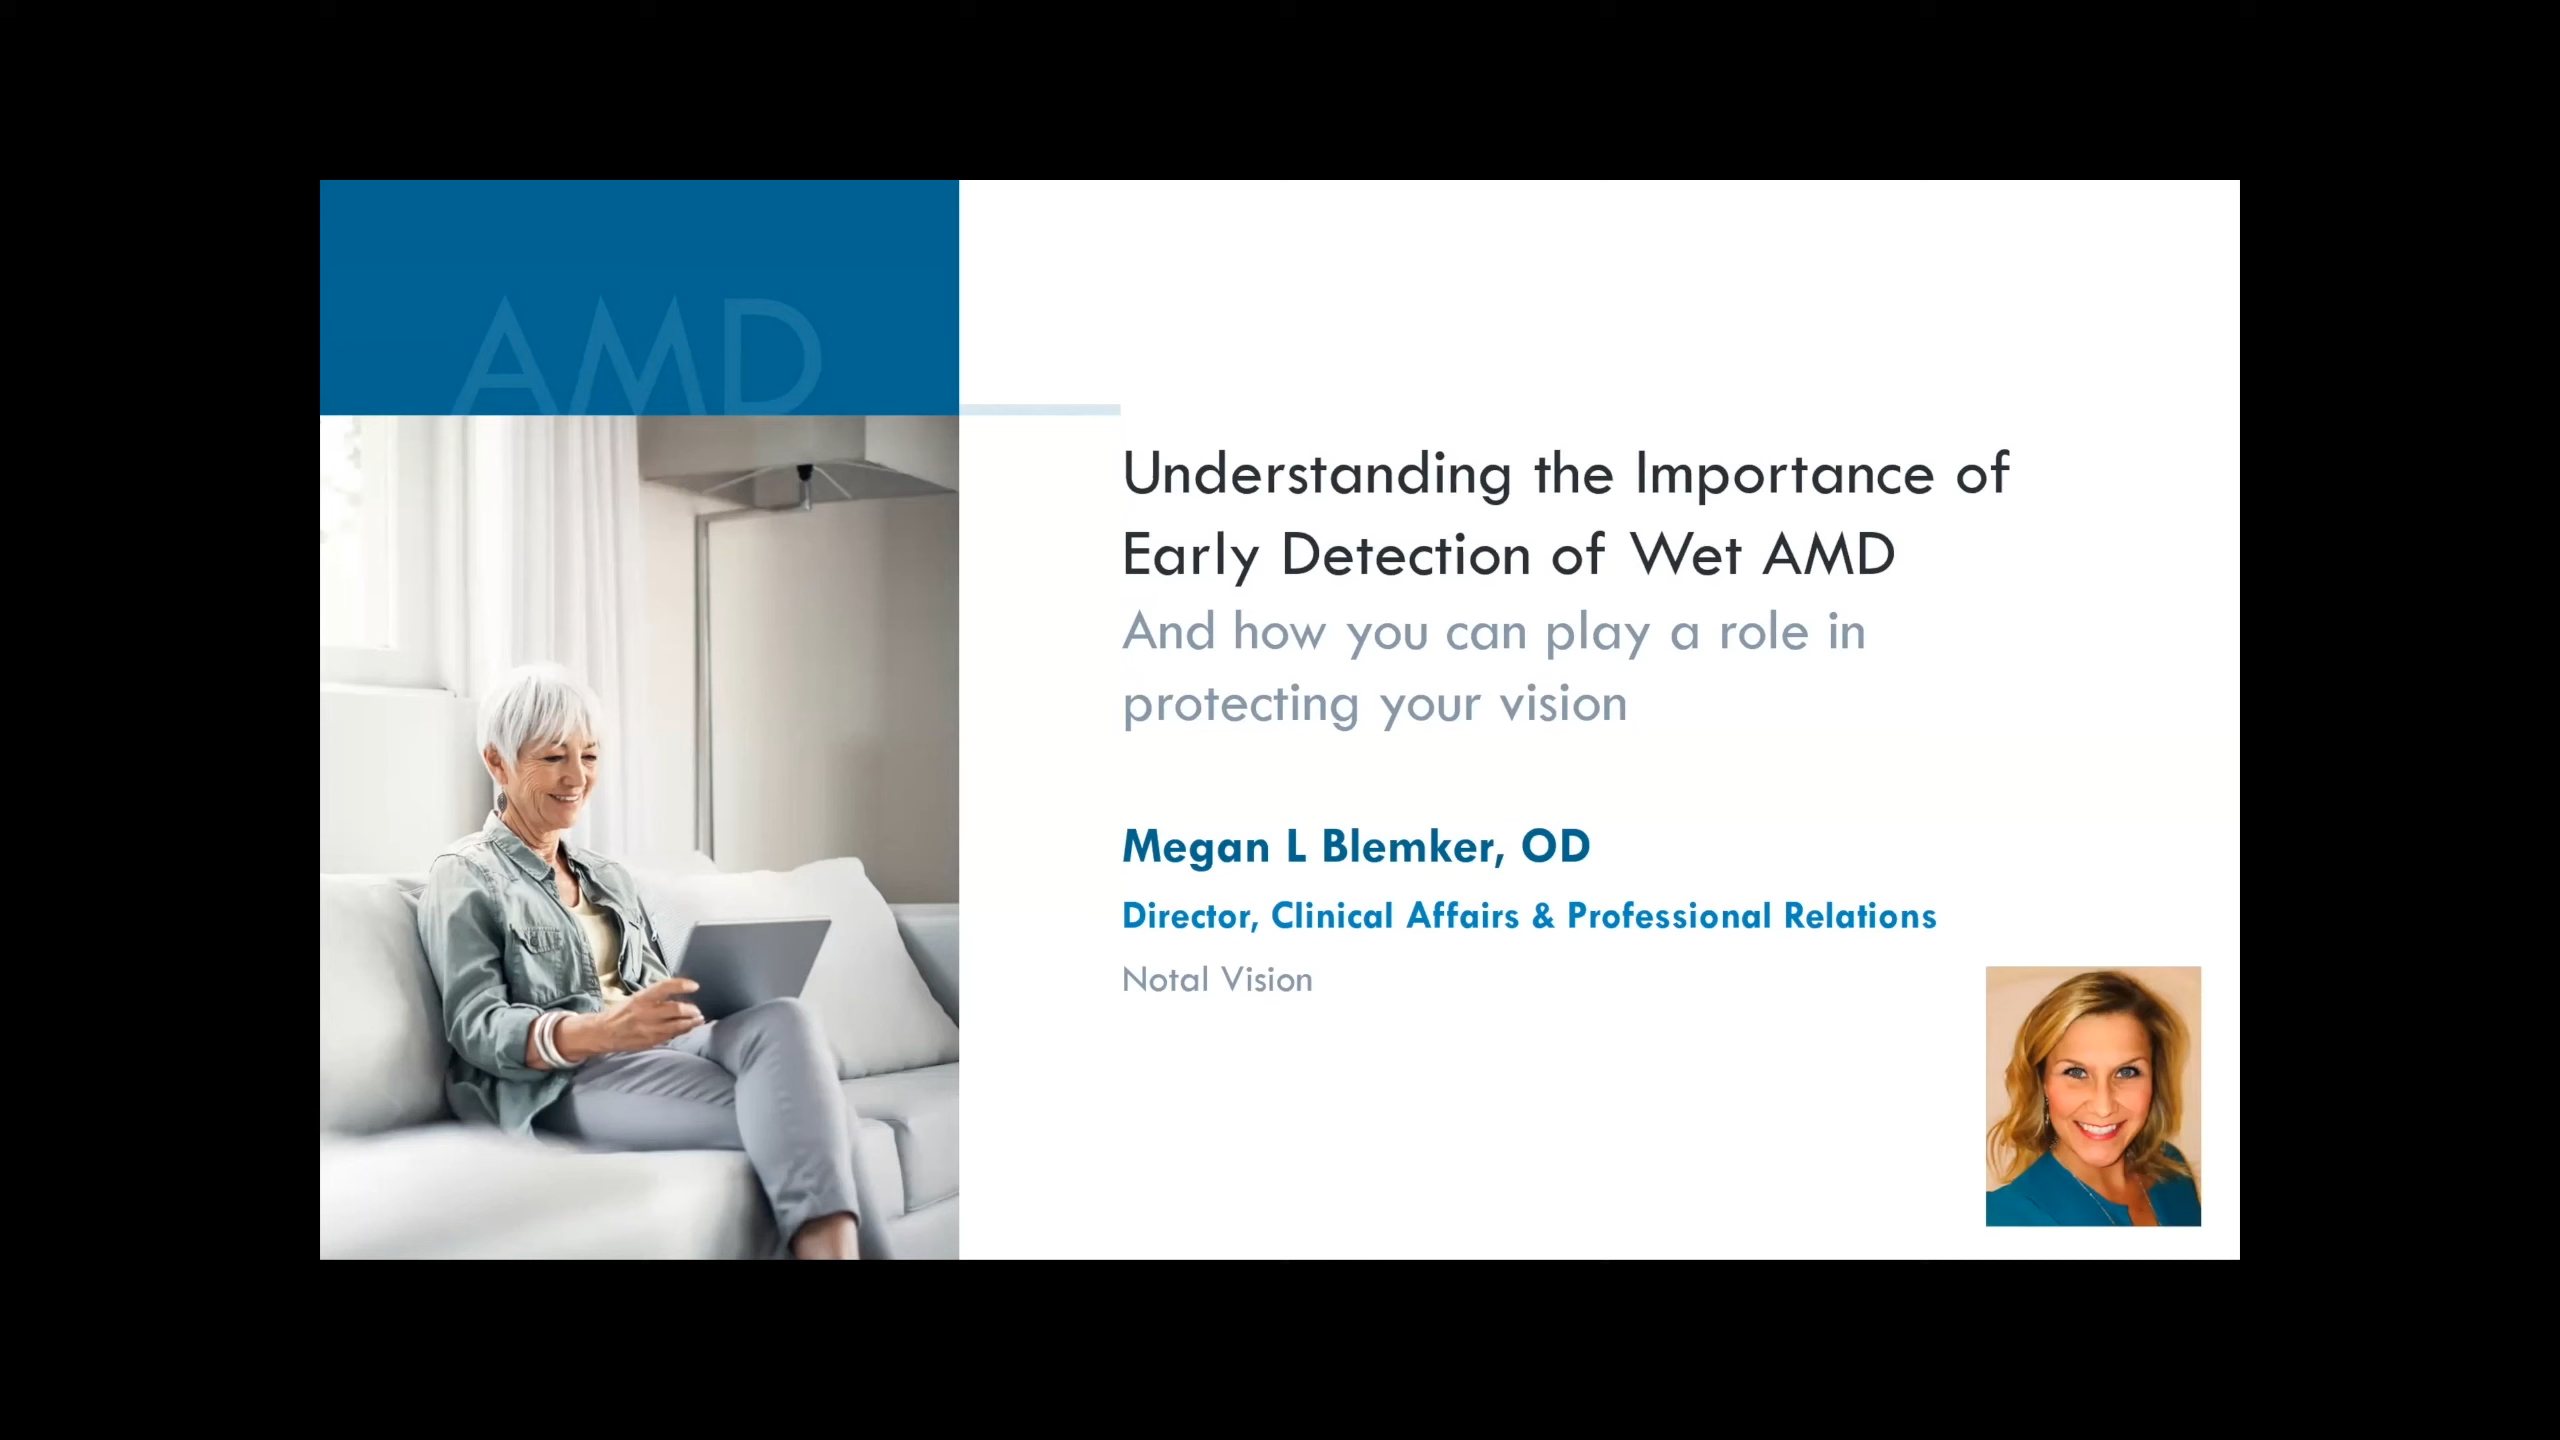 AMD
Understanding the Importance of
Early Detection of Wet AMD
And how you can play a role in
protecting your vision
Megan L Blemker, OD
Director, Clinical Affairs & Professional Relations
Notal Vision